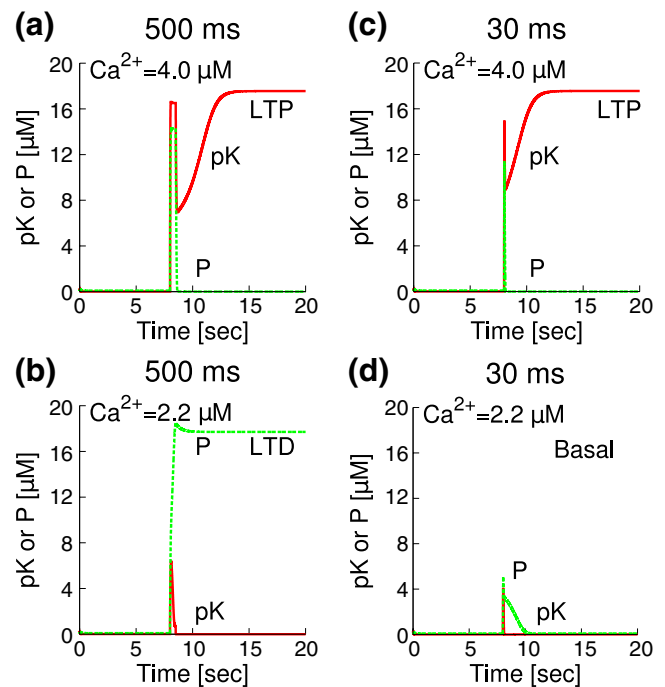 (a)
500 ms
Ca2+=4.0 μM
20
16
12
8
4
0
pK or P [μM]
LTP
pK
P
0 5 10 15 20
Time [sec]
(c)
30 ms
Ca2+=4.0 μM
20
16
12
8
4
0
pK or P [μM]
LTP
pK
P
0 5 10 15 20
Time [sec]
(b)
500 ms
Ca2+=2.2 μM
20
16
12
8
4
0
pK or P [μM]
P LTD
pK
0 5 10 15 20
Time [sec]
(d)
30 ms
Ca2+=2.2 μM
20
16
12
8
4
0
pK or P [μM]
Basal
P
pK
0 5 10 15 20
Time [sec]